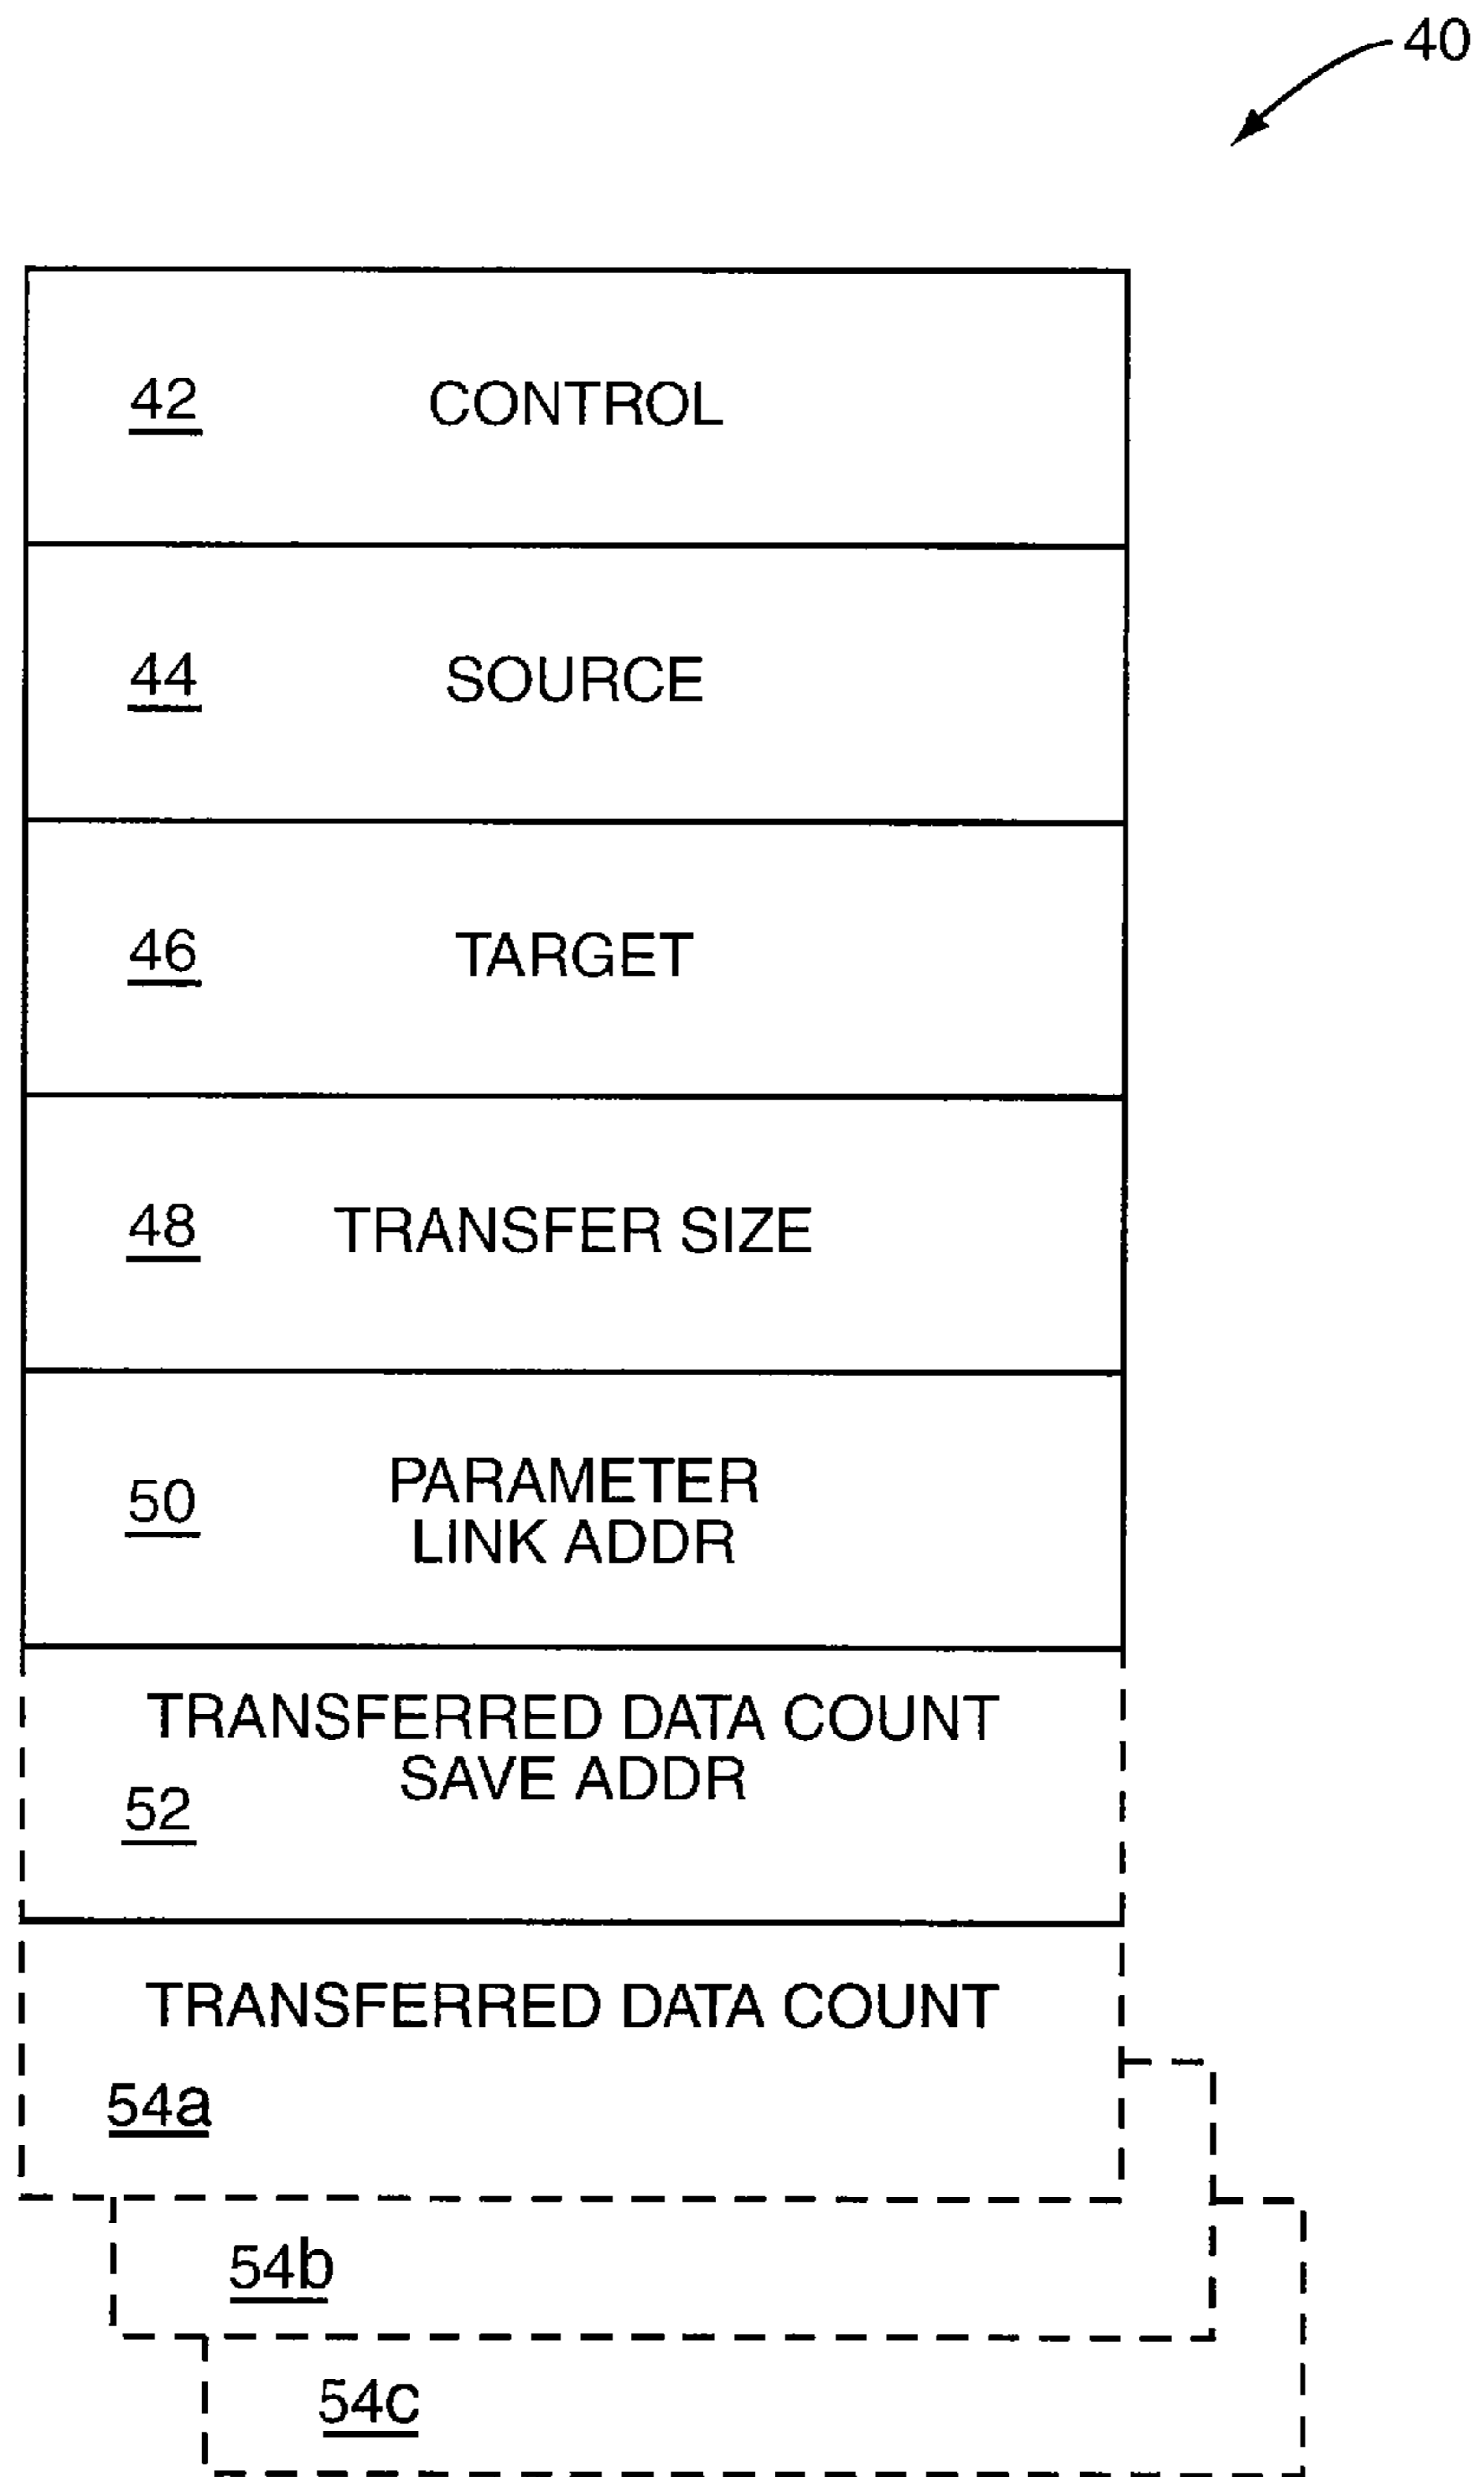 40
42 CONTROL
44 SOURCE
46 TARGET
48 TRANSFER SIZE
50 PARAMETER
LINK ADDR
TRANSFERRED DATA COUNT
SAVE ADDR
52
TRANSFERRED DATA COUNT
54a
54b
54c